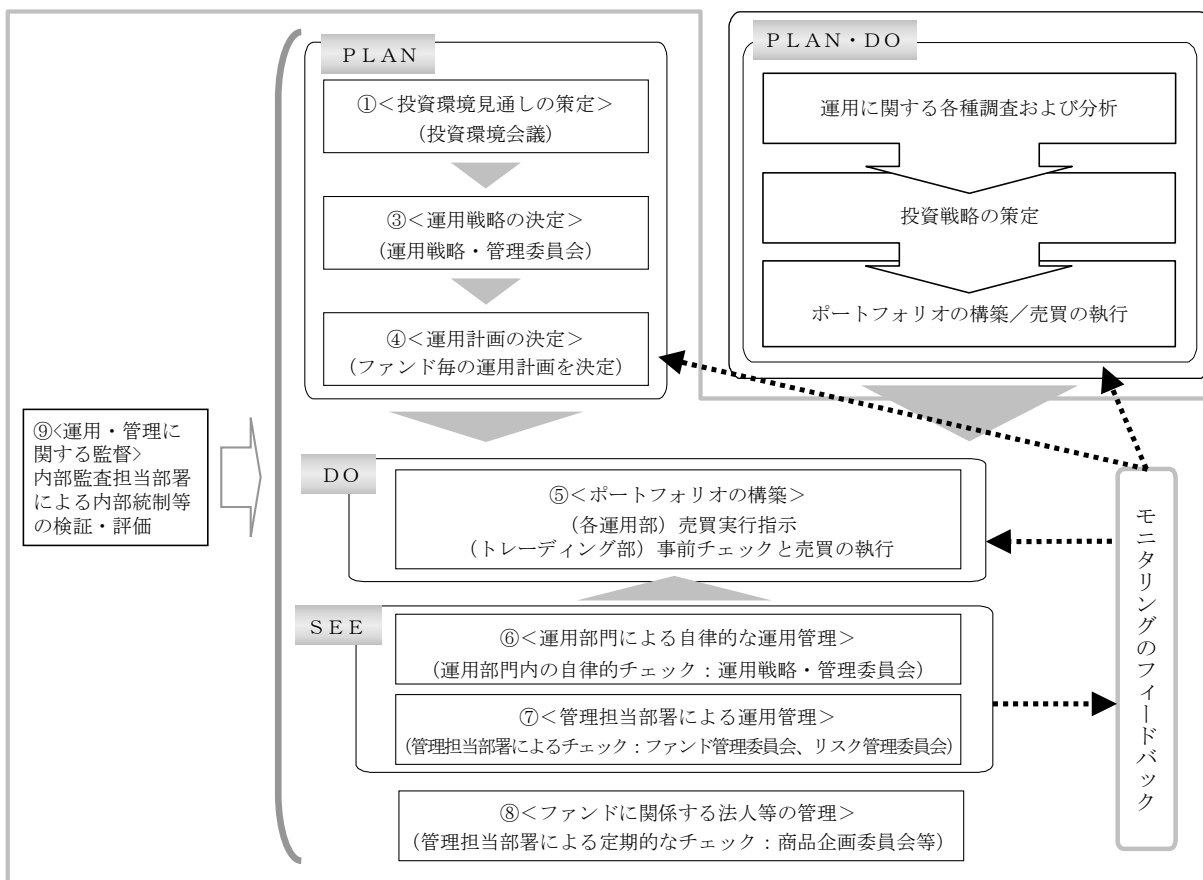 ＰＬＡＮ
①＜投資環境見通しの策定＞
（投資環境会議）
③＜運用戦略の決定＞
（運用戦略・管理委員会）
④＜運用計画の決定＞
（ファンド毎の運用計画を決定）
ＰＬＡＮ・ＤＯ
運用に関する各種調査および分析
投資戦略の策定
ポートフォリオの構築／売買の執行
⑨<運用・管理に
関する監督>
内部監査担当部署
による内部統制等
の検証・評価
ＤＯ
⑤＜ポートフォリオの構築＞
（各運用部）売買実行指示
（トレーディング部）事前チェックと売買の執行
ＳＥＥ
⑥＜運用部門による自律的な運用管理＞
（運用部門内の自律的チェック：運用戦略・管理委員会）
⑦＜管理担当部署による運用管理＞
（管理担当部署によるチェック：ファンド管理委員会、リスク管理委員会）
⑧＜ファンドに関係する法人等の管理＞
（管理担当部署による定期的なチェック：商品企画委員会等）
モニタリングのフィードバック